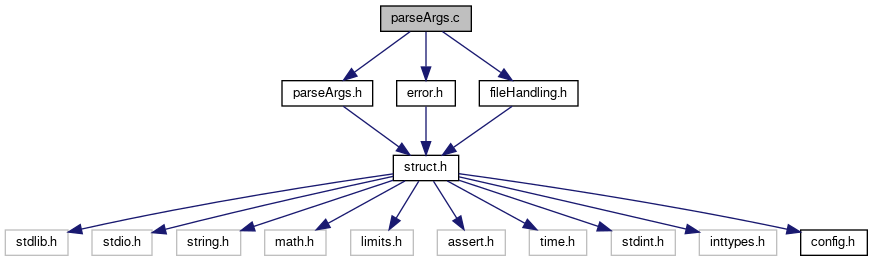 parseArgs.c
parseArgs.h
error.h
fileHandling.h
struct.h
stdlib.h
stdio.h
string.h
math.h
limits.h
assert.h
time.h
stdint.h
inttypes.h
config.h